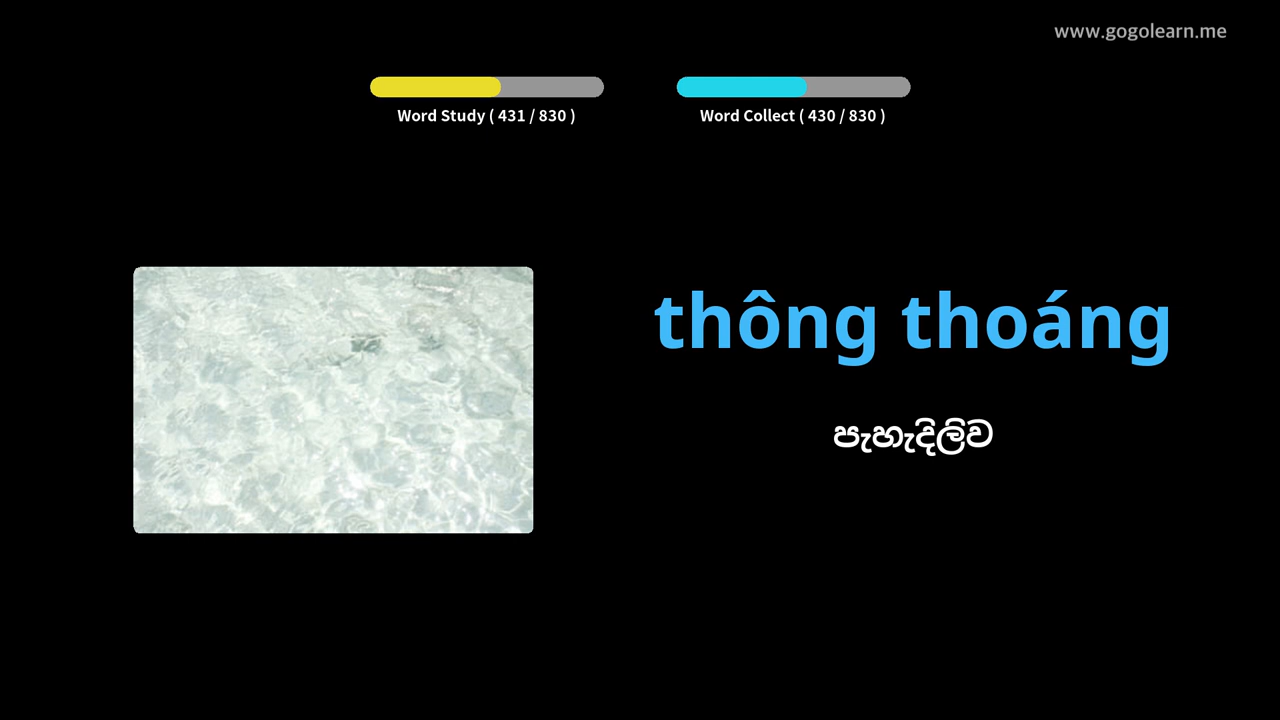 www.gogolearn.me
Word Study ( 431 / 830 )
Word Collect ( 430 / 830 )
thông thoáng
පැහැදිලිව